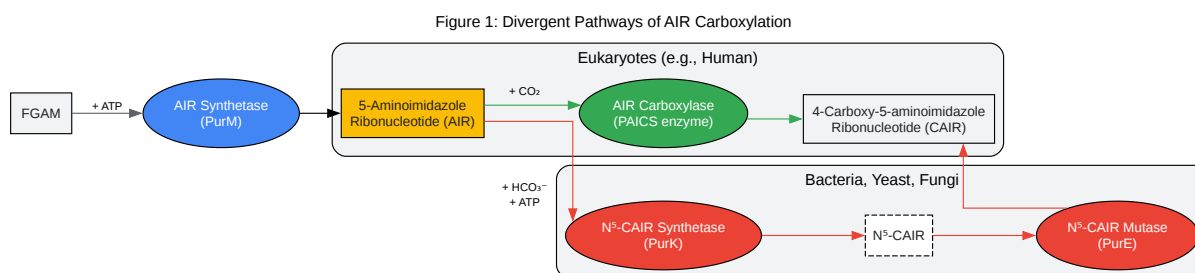 Figure 1: Divergent Pathways of AIR Carboxylation
Eukaryotes (e.g., Human)
FGAM
+ ATP
AIR Synthetase
(PurM)
5-Aminoimidazole
Ribonucleotide (AIR)
+ CO₂
AIR Carboxylase
(PAICS enzyme)
4-Carboxy-5-aminoimidazole
Ribonucleotide (CAIR)
Bacteria, Yeast, Fungi
+ HCO₃⁻
+ ATP
N⁵-CAIR Synthetase
(PurK)
N⁵-CAIR
N⁵-CAIR Mutase
(PurE)